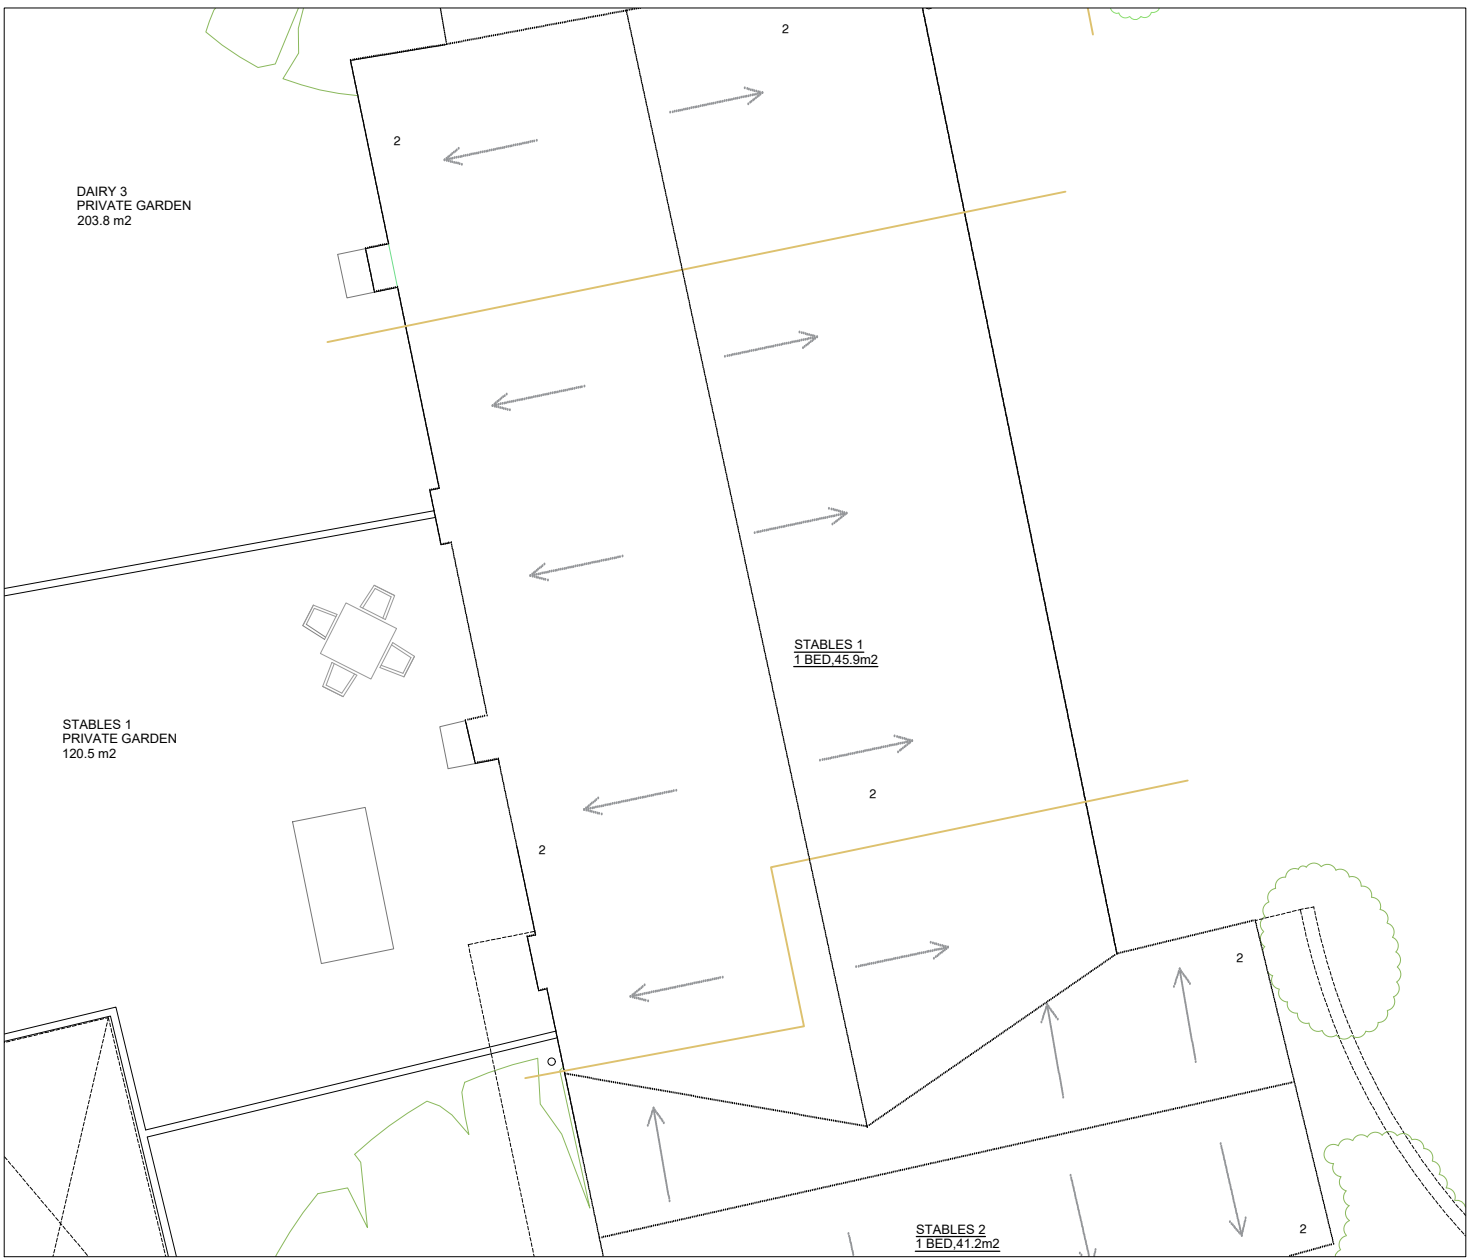 2
2
DAIRY 3
PRIVATE GARDEN
203.8 m2
STABLES 1
1 BED,45.9m2
STABLES 1
PRIVATE GARDEN
120.5 m2
2
2
2
STABLES 2
1 BED,41.2m2
2